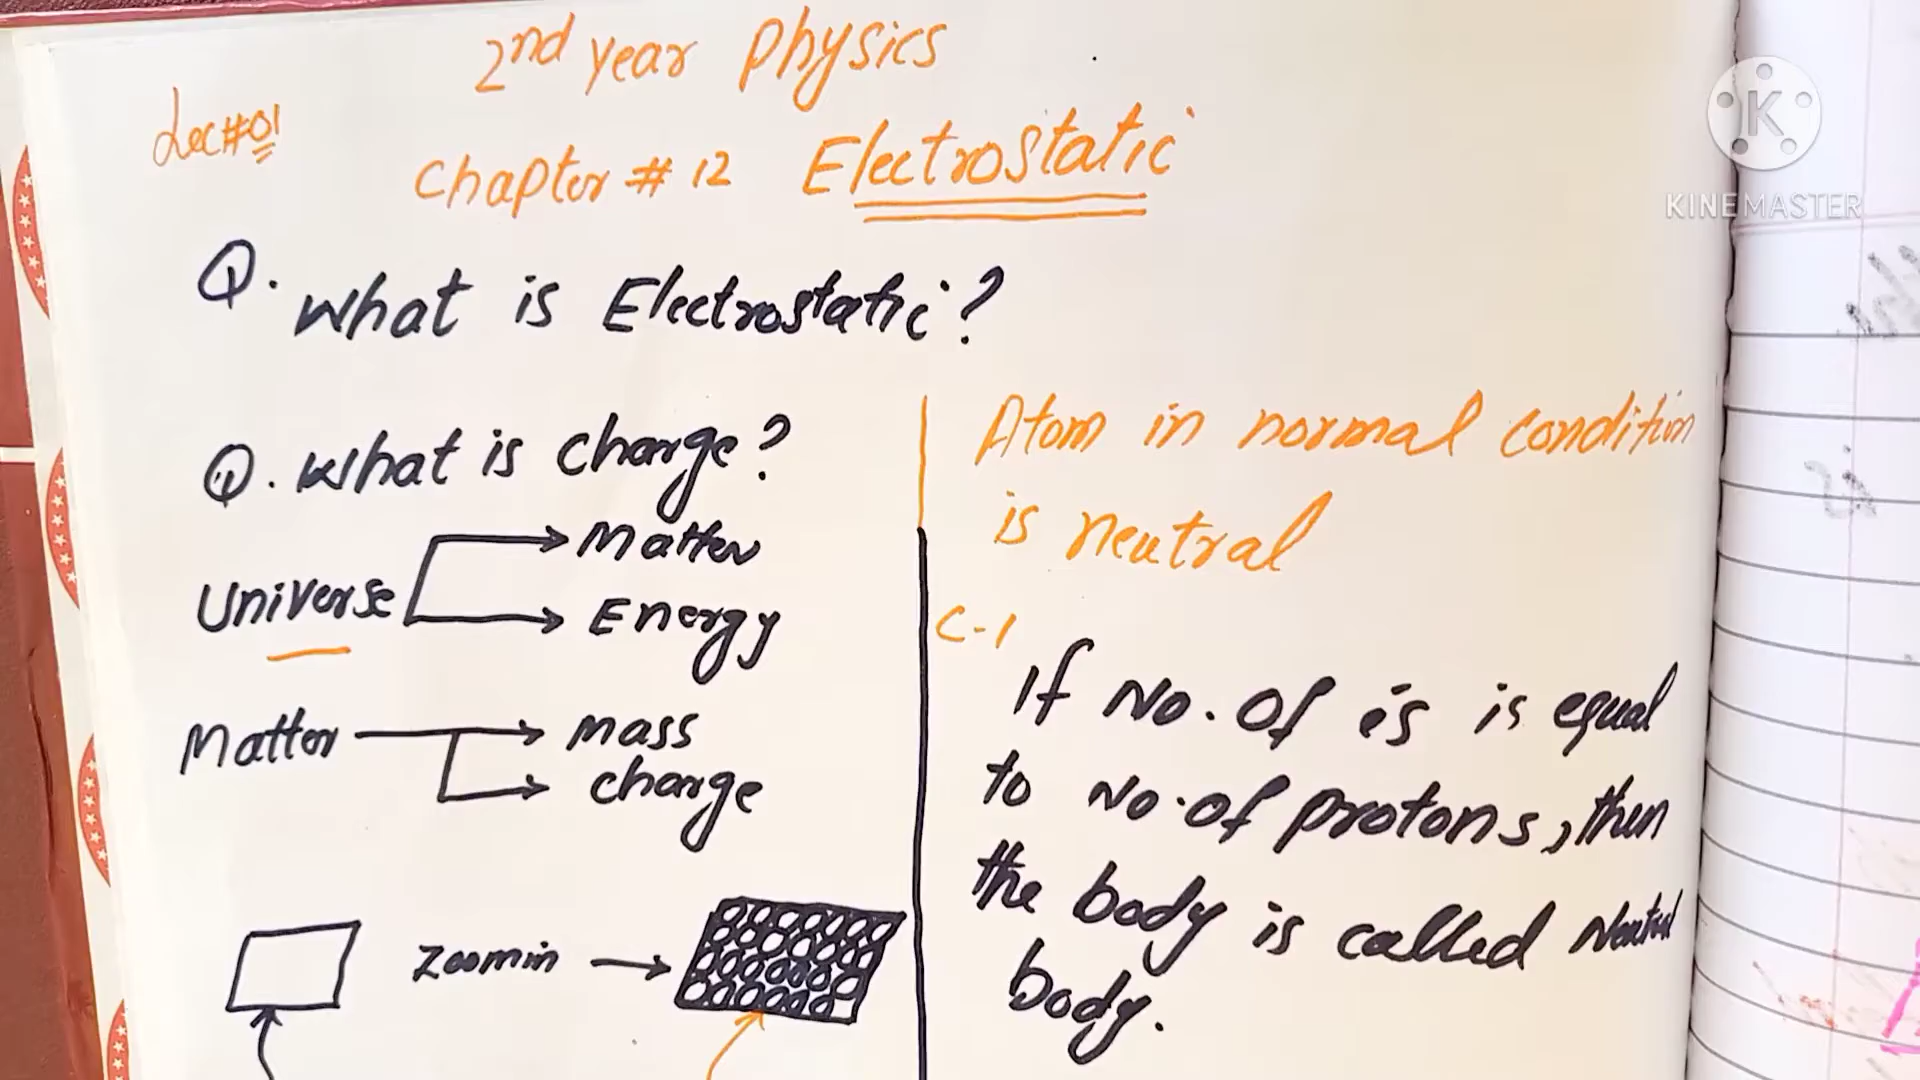 2nd year Physics
Lec#01
Chapter # 12 Electrostatic
Q. What is Electrostatic?
Q. What is charge?
Universe
Matter
Energy
Matter
mass
charge
Zoomin
Atom in normal condition
is neutral
C-1
If No. Of e's is equal
to No. of protons, then
the body is called Neutral
body.
K
KINEMASTER